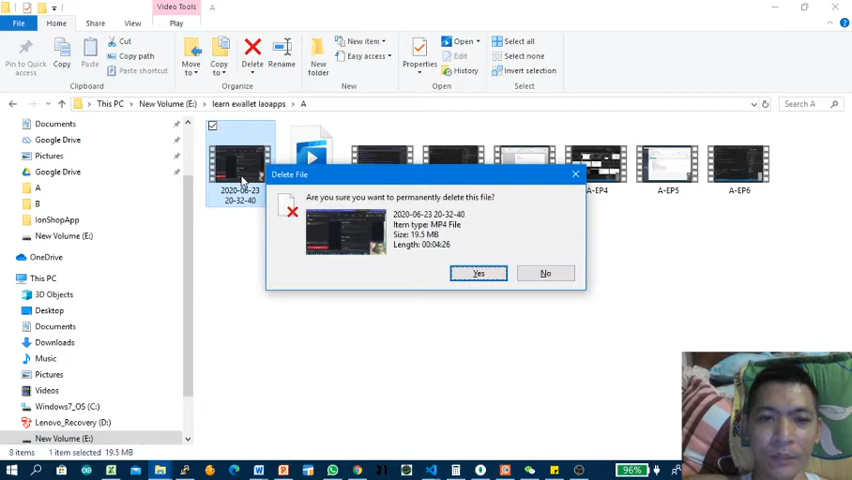 Video Tools
A
File
Home
Share
View
Play
Pin to Quick access
Copy
Paste
Cut
Copy path
Paste shortcut
Clipboard
Move to
Copy to
Delete
Rename
Organize
New folder
New item
Easy access
New
Properties
Open
Edit
History
Open
Select all
Select none
Invert selection
Select
This PC > New Volume (E:) > learn ewallet laoapps > A
Search A
Documents
Google Drive
Pictures
Google Drive
A
B
IonShopApp
New Volume (E:)
OneDrive
This PC
3D Objects
Desktop
Documents
Downloads
Music
Pictures
Videos
Windows7_OS (C:)
Lenovo_Recovery (D:)
New Volume (E:)
2020-06-23
20-32-40
A-EP4
A-EP5
A-EP6
Delete File
Are you sure you want to permanently delete this file?
2020-06-23 20-32-40
Item type: MP4 File
Size: 19.5 MB
Length: 00:04:26
Yes
No
8 items
1 item selected 19.5 MB
96%